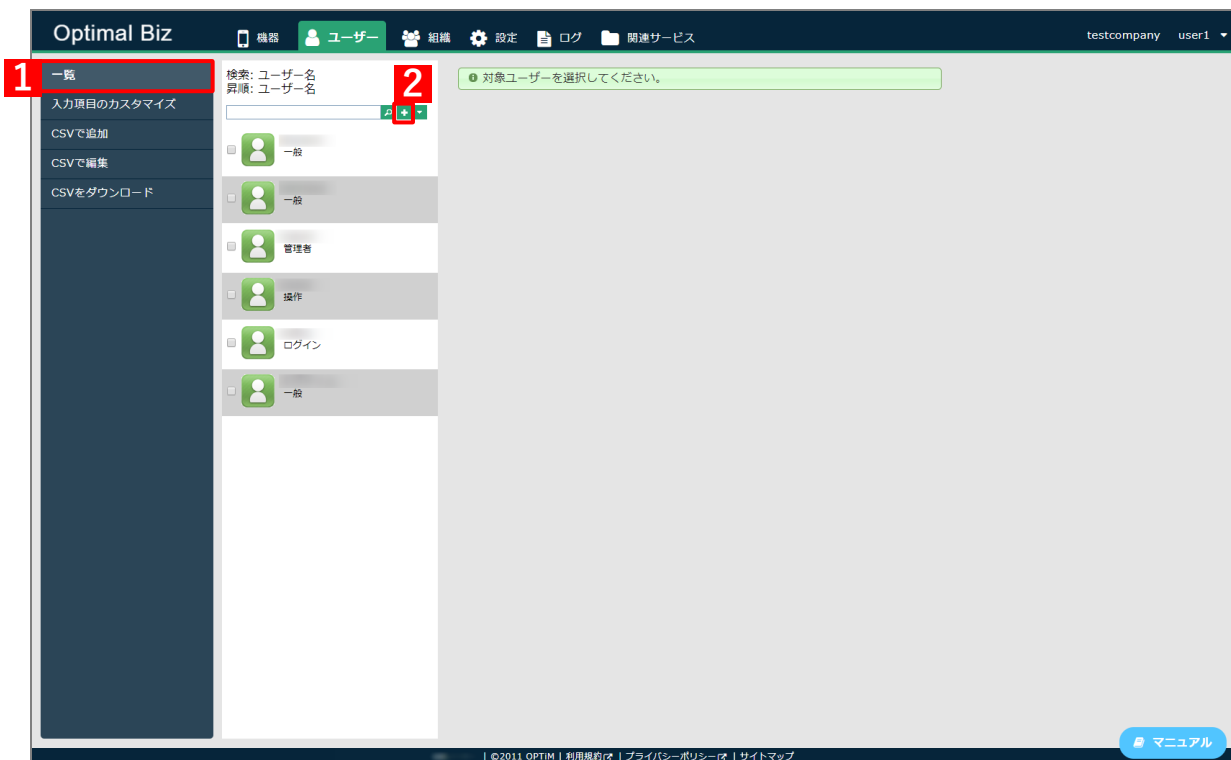 Optimal Biz
機器
ユーザー
組織
設定
ログ
関連サービス
testcompany user1
1
一覧
入力項目のカスタマイズ
CSVで追加
CSVで編集
CSVをダウンロード
検索: ユーザー名
昇順: ユーザー名
2
一般
一般
管理者
操作
ログイン
一般
対象ユーザーを選択してください。
マニュアル
| ©2011 OPTiM | 利用規約 | プライバシーポリシー | サイトマップ